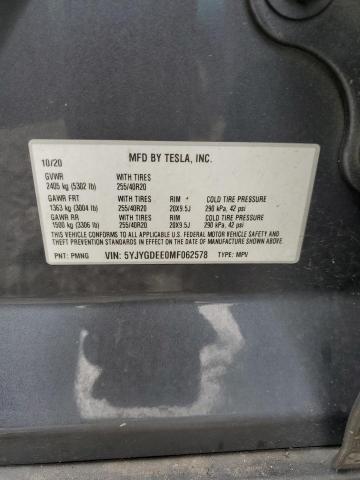 10/20 MFD BY TESLA, INC.
GVWR WITH TIRES
2405 kg (5302 lb) 255/40R20
GAWR FRT WITH TIRES RIM COLD TIRE PRESSURE
1363 kg (3004 lb) 255/40R20 20X9.5J 290 kPa, 42 psi
GAWR RR WITH TIRES RIM COLD TIRE PRESSURE
1500 kg (3306 lb) 255/40R20 20X9.5J 290 kPa, 42 psi
THIS VEHICLE CONFORMS TO ALL APPLICABLE U.S. FEDERAL MOTOR VEHICLE SAFETY AND
THEFT PREVENTION STANDARDS IN EFFECT ON THE DATE OF MANUFACTURE SHOWN ABOVE.
PNT: PMNG VIN: 5YJYGDEE0MF062578 TYPE: MPV